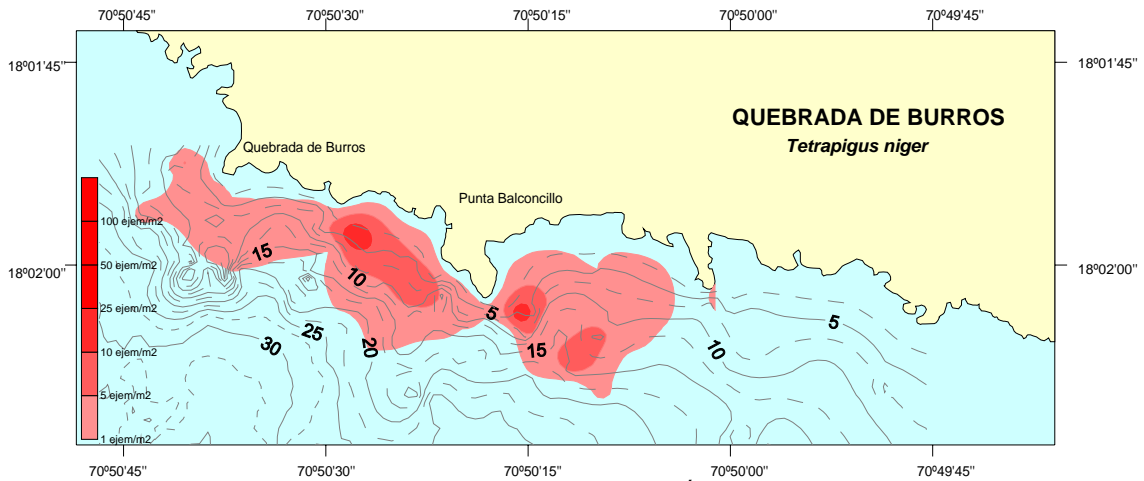 70º50'45" 70º50'30" 70º50'15" 70º50'00" 70º49'45"
18º01'45" 18º01'45"
QUEBRADA DE BURROS
Tetrapigus niger
Quebrada de Burros
Punta Balconcillo
100 ejem/m2
50 ejem/m2
25 ejem/m2
10 ejem/m2
5 ejem/m2
1 ejem/m2
18º02'00" 18º02'00"
15
10
5
5
25
30
20
15
10
70º50'45" 70º50'30" 70º50'15" 70º50'00" 70º49'45"